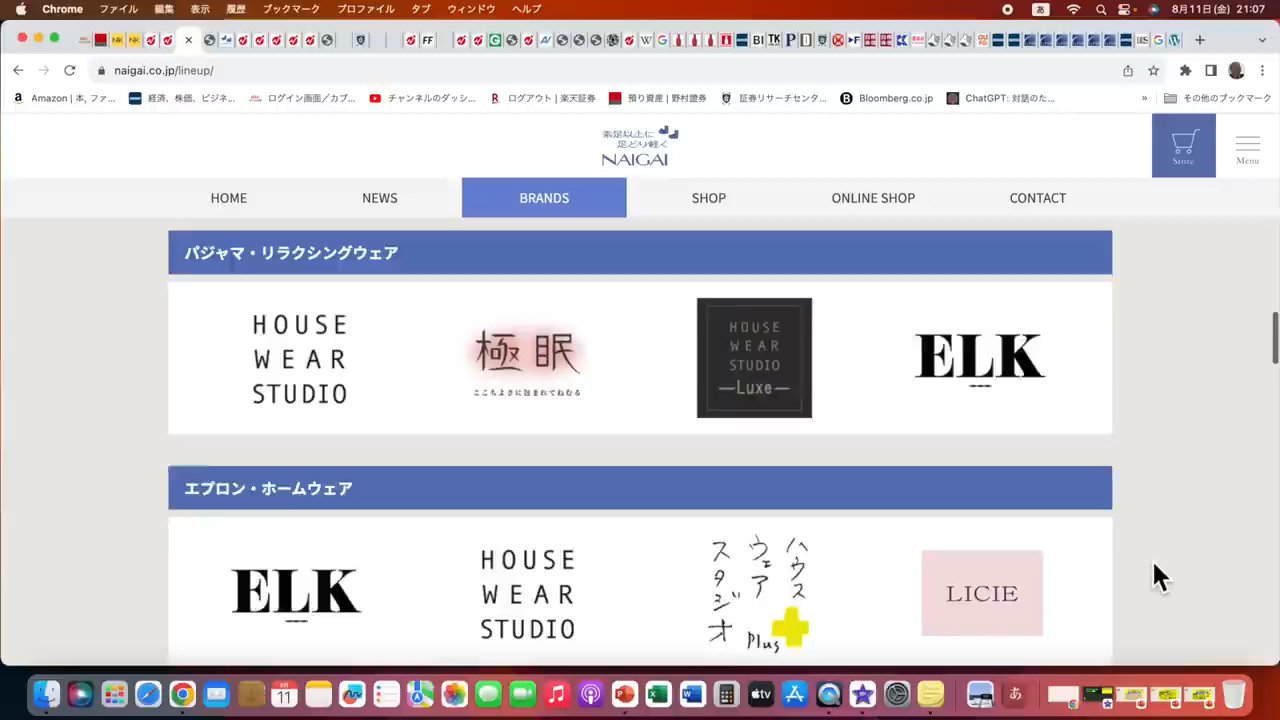 Chrome ファイル 編集 表示 履歴 ブックマーク プロファイル タブ ウィンドウ ヘルプ あ 8月11日(金) 21:07
naigai.co.jp/lineup/
Amazon | 本, ファ... 経済、株価、ビジネ... ログイン画面／カブ... チャンネルのダッシ... ログアウト | 楽天証券 預り資産 | 野村證券 証券リサーチセンタ... Bloomberg.co.jp ChatGPT: 対話のた... » その他のブックマーク
素足以上に
足どり軽く
NAIGAI
Store
Menu
HOME NEWS BRANDS SHOP ONLINE SHOP CONTACT
パジャマ・リラクシングウェア
HOUSE
WEAR
STUDIO
極眠
ここちよさに包まれてねむる
HOUSE
WEAR
STUDIO
Luxe
ELK
エプロン・ホームウェア
ELK
HOUSE
WEAR
STUDIO
ハウス
ウェア
スタジオ
Plus
LICIE